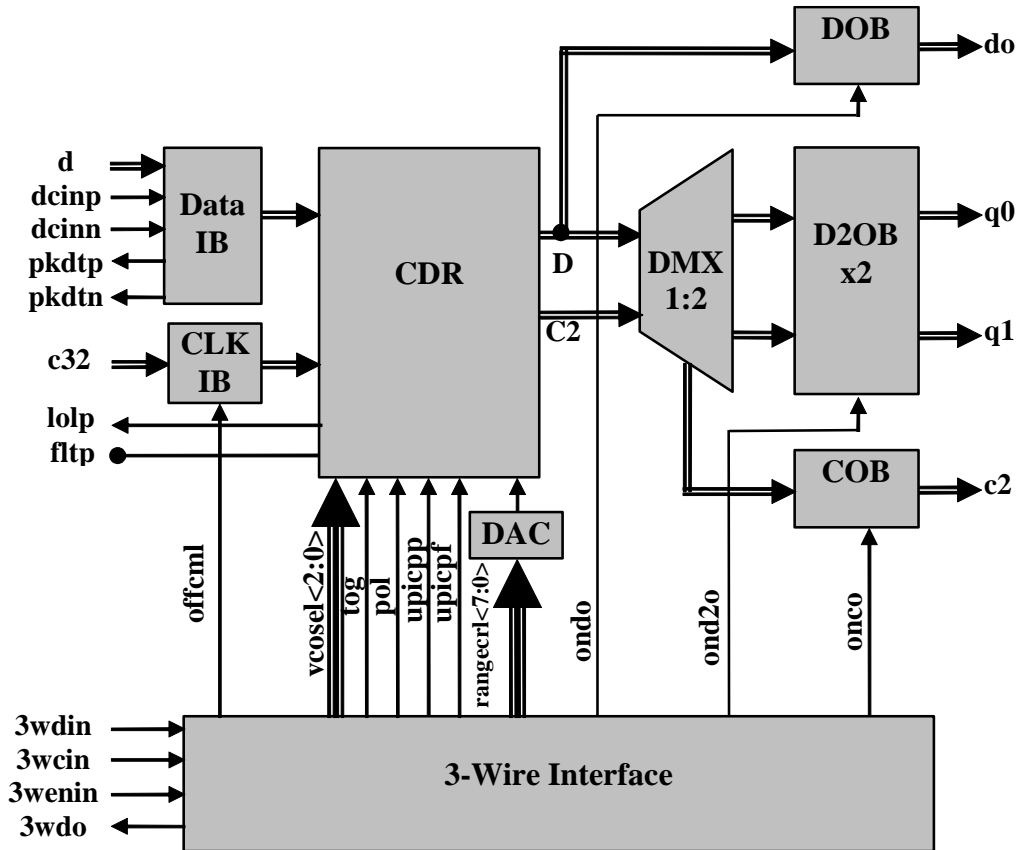 DOB
do
d
dcinp
dcinn
pkdtp
pkdtn
Data
IB
CDR
D
C2
DMX
1:2
D2OB
x2
q0
q1
c32
CLK
IB
lolp
fltp
COB
c2
DAC
offcml
vcosel<2:0>
tog
pol
upicpp
upicpf
rangecrl<7:0>
ondo
ond2o
onco
3wdin
3wcin
3wenin
3wdo
3-Wire Interface